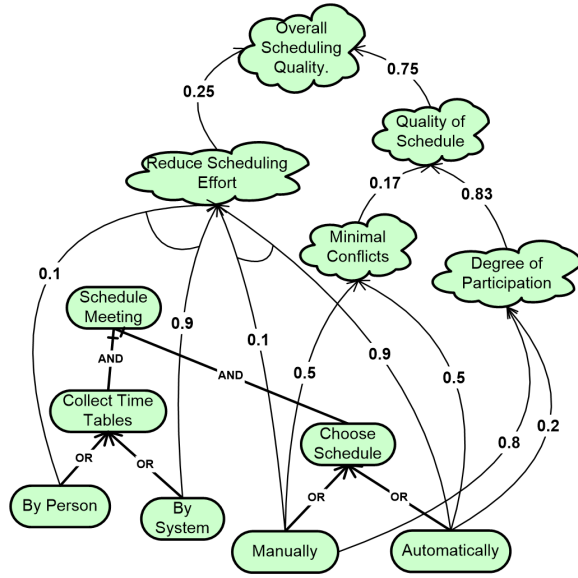 Overall
Scheduling
Quality.
0.25
0.75
Quality of
Schedule
Reduce Scheduling
Effort
0.17
0.83
Minimal
Conflicts
Degree of
Participation
0.1
Schedule
Meeting
0.9
0.1
0.9
0.5
0.5
AND
AND
Collect Time
Tables
Choose
Schedule
0.8
0.2
OR
OR
By Person
By
System
OR
OR
Manually
Automatically